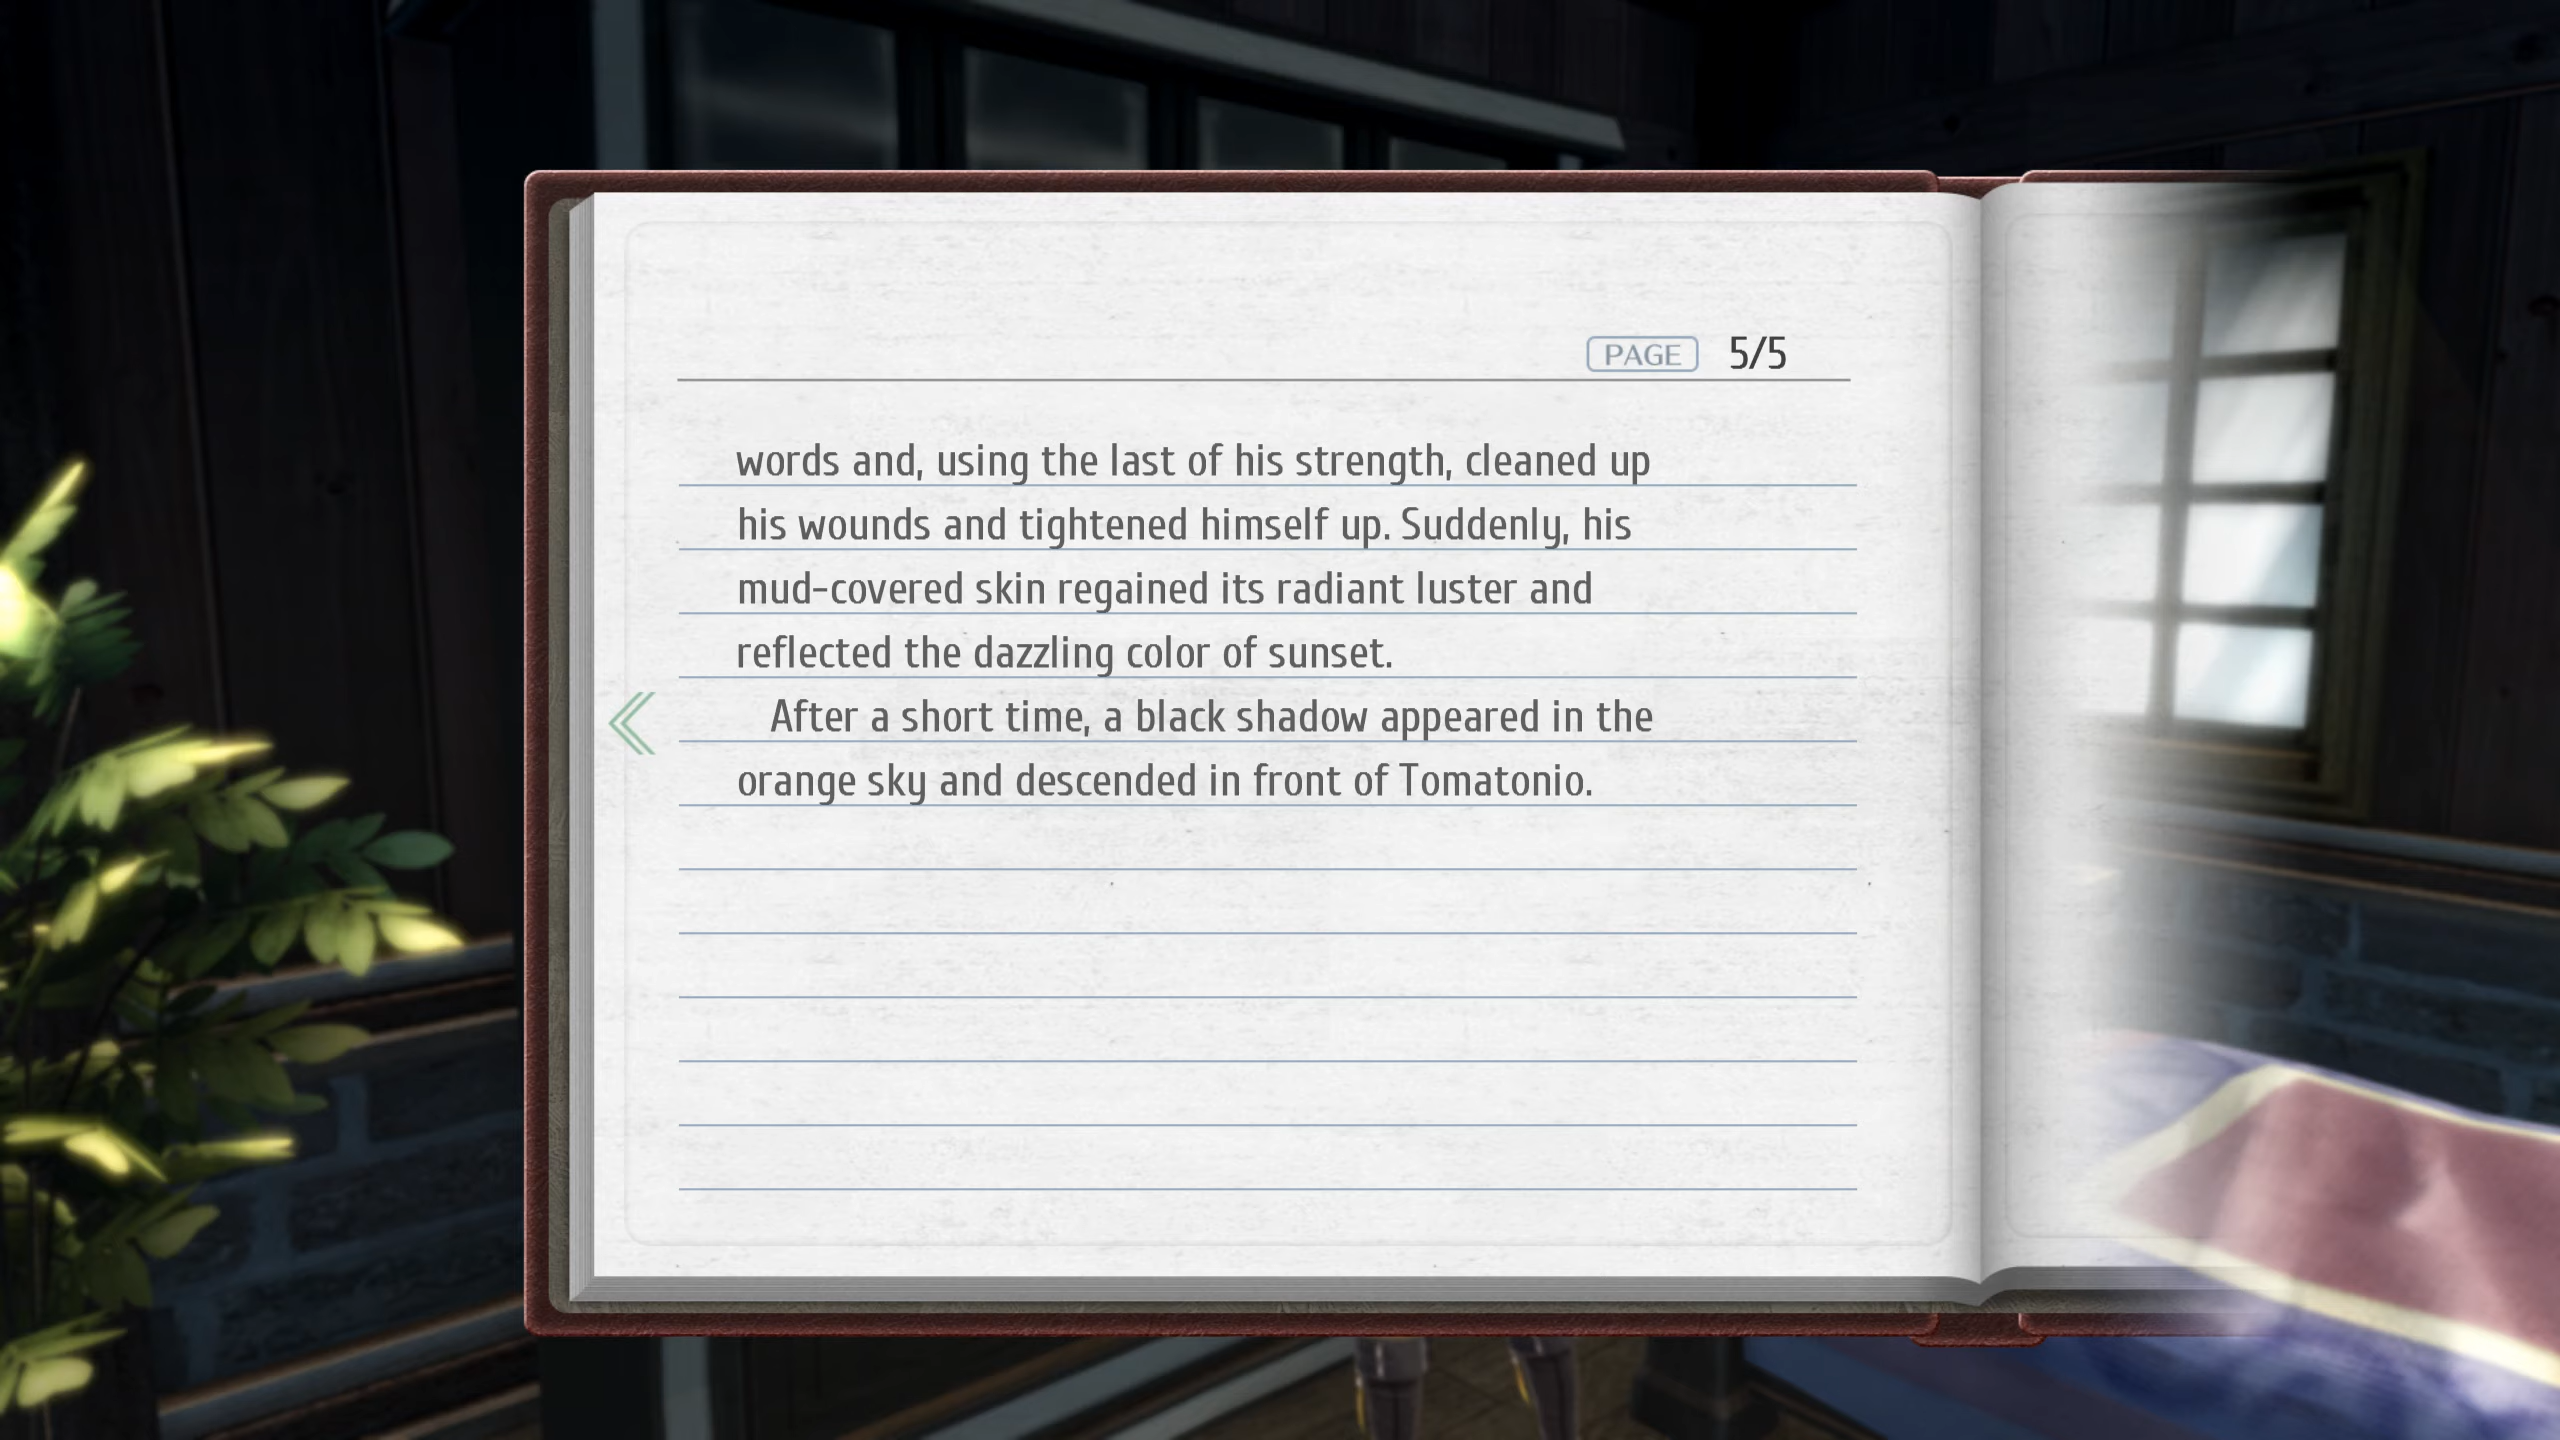 PAGE 5/5
words and, using the last of his strength, cleaned up
his wounds and tightened himself up. Suddenly, his
mud-covered skin regained its radiant luster and
reflected the dazzling color of sunset.
After a short time, a black shadow appeared in the
orange sky and descended in front of Tomatonio.